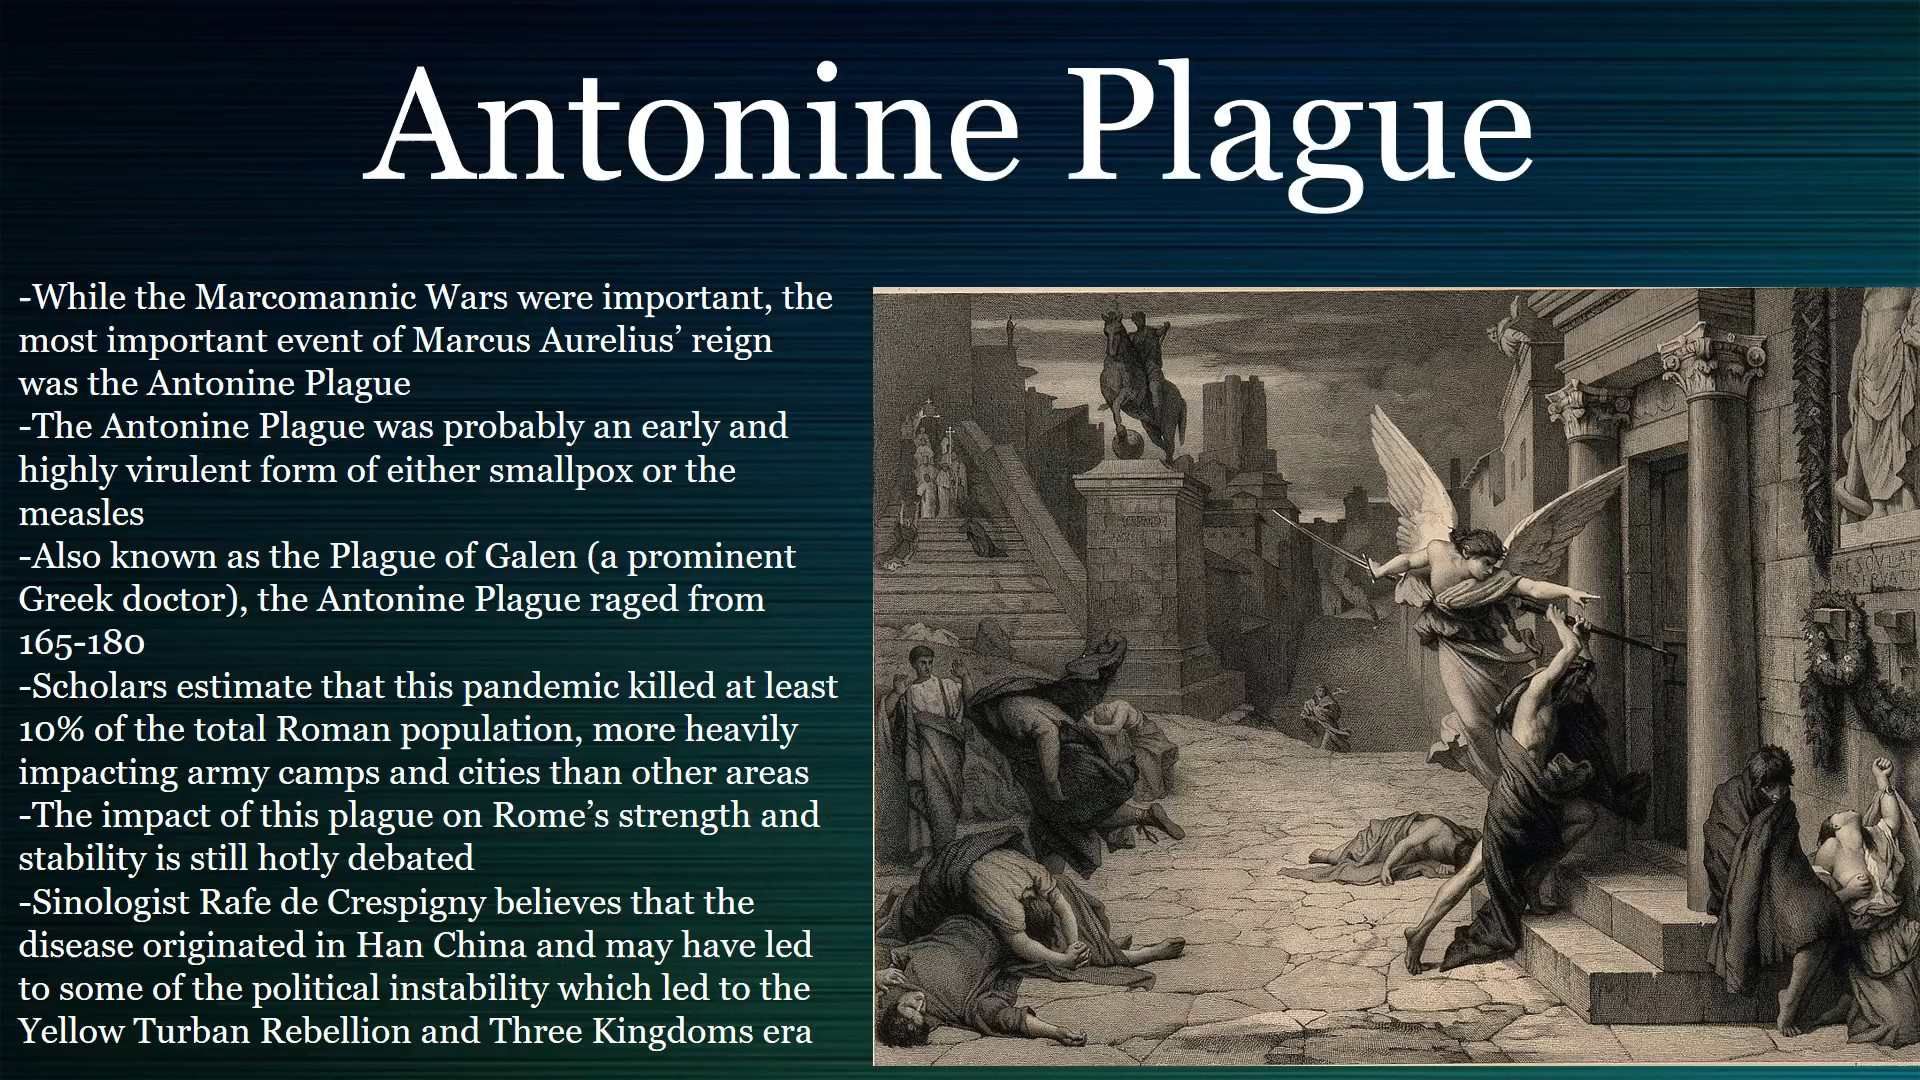 Antonine Plague
-While the Marcomannic Wars were important, the
most important event of Marcus Aurelius’ reign
was the Antonine Plague
-The Antonine Plague was probably an early and
highly virulent form of either smallpox or the
measles
-Also known as the Plague of Galen (a prominent
Greek doctor), the Antonine Plague raged from
165-180
-Scholars estimate that this pandemic killed at least
10% of the total Roman population, more heavily
impacting army camps and cities than other areas
-The impact of this plague on Rome’s strength and
stability is still hotly debated
-Sinologist Rafe de Crespigny believes that the
disease originated in Han China and may have led
to some of the political instability which led to the
Yellow Turban Rebellion and Three Kingdoms era